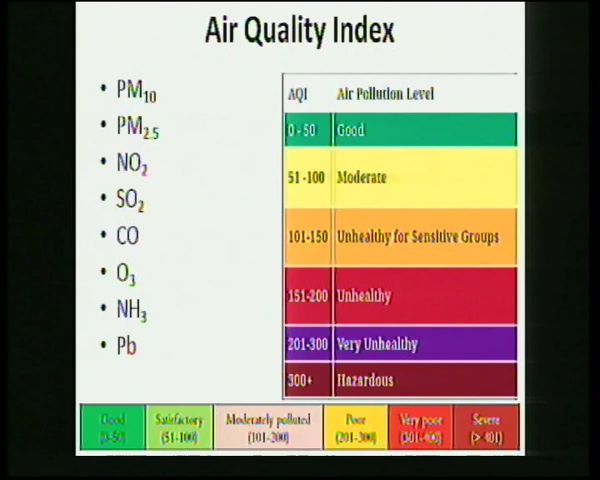 Air Quality Index
• PM10
• PM2.5
• NO2
• SO2
• CO
• O3
• NH3
• Pb
AQI Air Pollution Level
0 - 50 Good
51 -100 Moderate
101-150 Unhealthy for Sensitive Groups
151-200 Unhealthy
201-300 Very Unhealthy
300+ Hazardous
Good Satisfactory Moderately polluted Poor Very poor Severe
(0-50) (51-100) (101-200) (201-300) (301-400) (> 401)